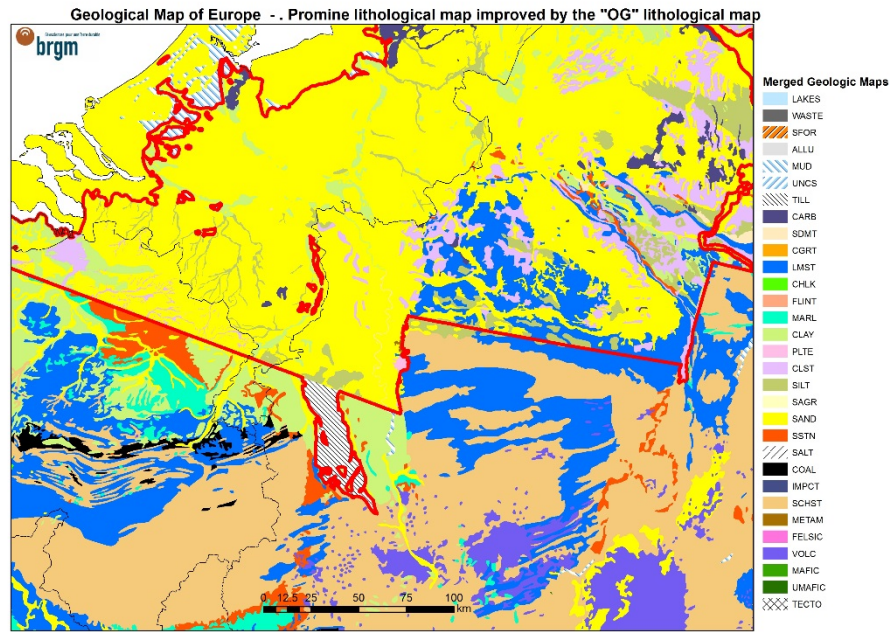 Geological Map of Europe - . Promine lithological map improved by the "OG" lithological map
brgm
Merged Geologic Maps
LAKES
WASTE
SFOR
ALLU
MUD
UNCS
TILL
CARB
SDMT
CGRT
LMST
CHLK
FLINT
MARL
CLAY
PLTE
CLST
SILT
SAGR
SAND
SSTN
SALT
COAL
IMPCT
SCHST
METAM
FELSIC
VOLC
MAFIC
UMAFIC
TECTO
0 12.5 25 50 75 100
km